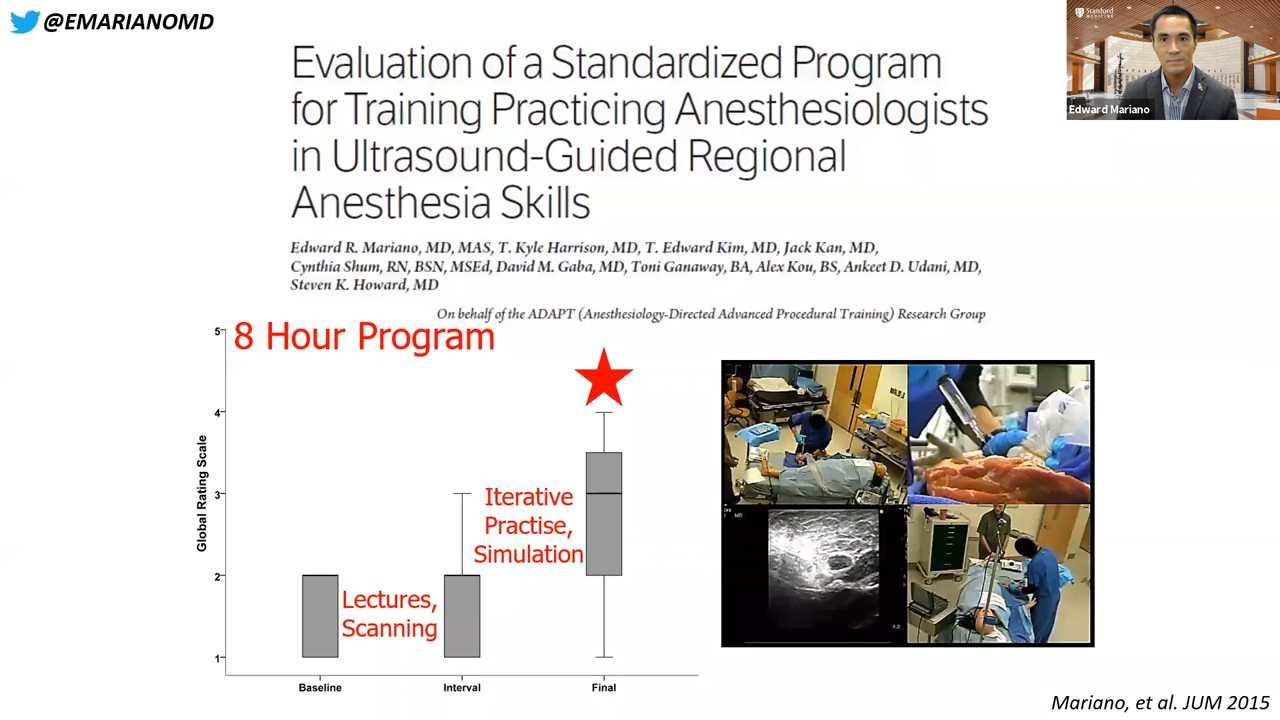 @EMARIANOMD
Stanford
MEDICINE
Edward Mariano
Evaluation of a Standardized Program
for Training Practicing Anesthesiologists
in Ultrasound-Guided Regional
Anesthesia Skills
Edward R. Mariano, MD, MAS, T. Kyle Harrison, MD, T. Edward Kim, MD, Jack Kan, MD,
Cynthia Shum, RN, BSN, MSEd, David M. Gaba, MD, Toni Ganaway, BA, Alex Kou, BS, Ankeet D. Udani, MD,
Steven K. Howard, MD
On behalf of the ADAPT (Anesthesiology-Directed Advanced Procedural Training) Research Group
8 Hour Program
5
4
3
2
1
Global Rating Scale
Lectures,
Scanning
Iterative
Practise,
Simulation
Baseline
Interval
Final
Mariano, et al. JUM 2015